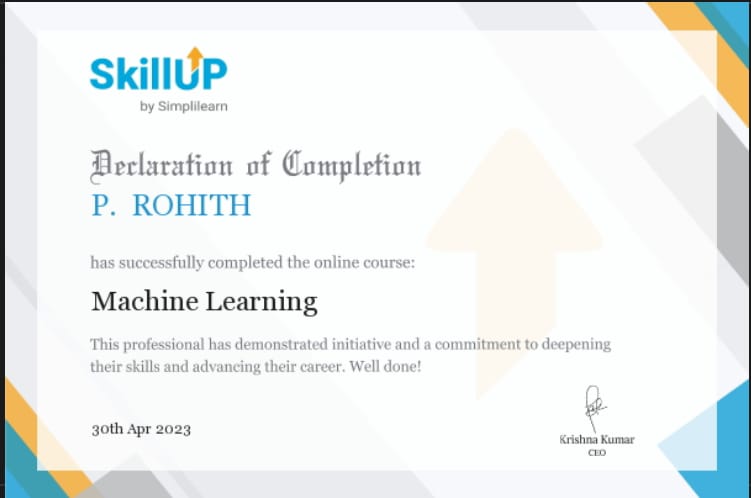 SkillUP
by Simplilearn
Declaration of Completion
P. ROHITH
has successfully completed the online course:
Machine Learning
This professional has demonstrated initiative and a commitment to deepening
their skills and advancing their career. Well done!
30th Apr 2023
Krishna Kumar
CEO